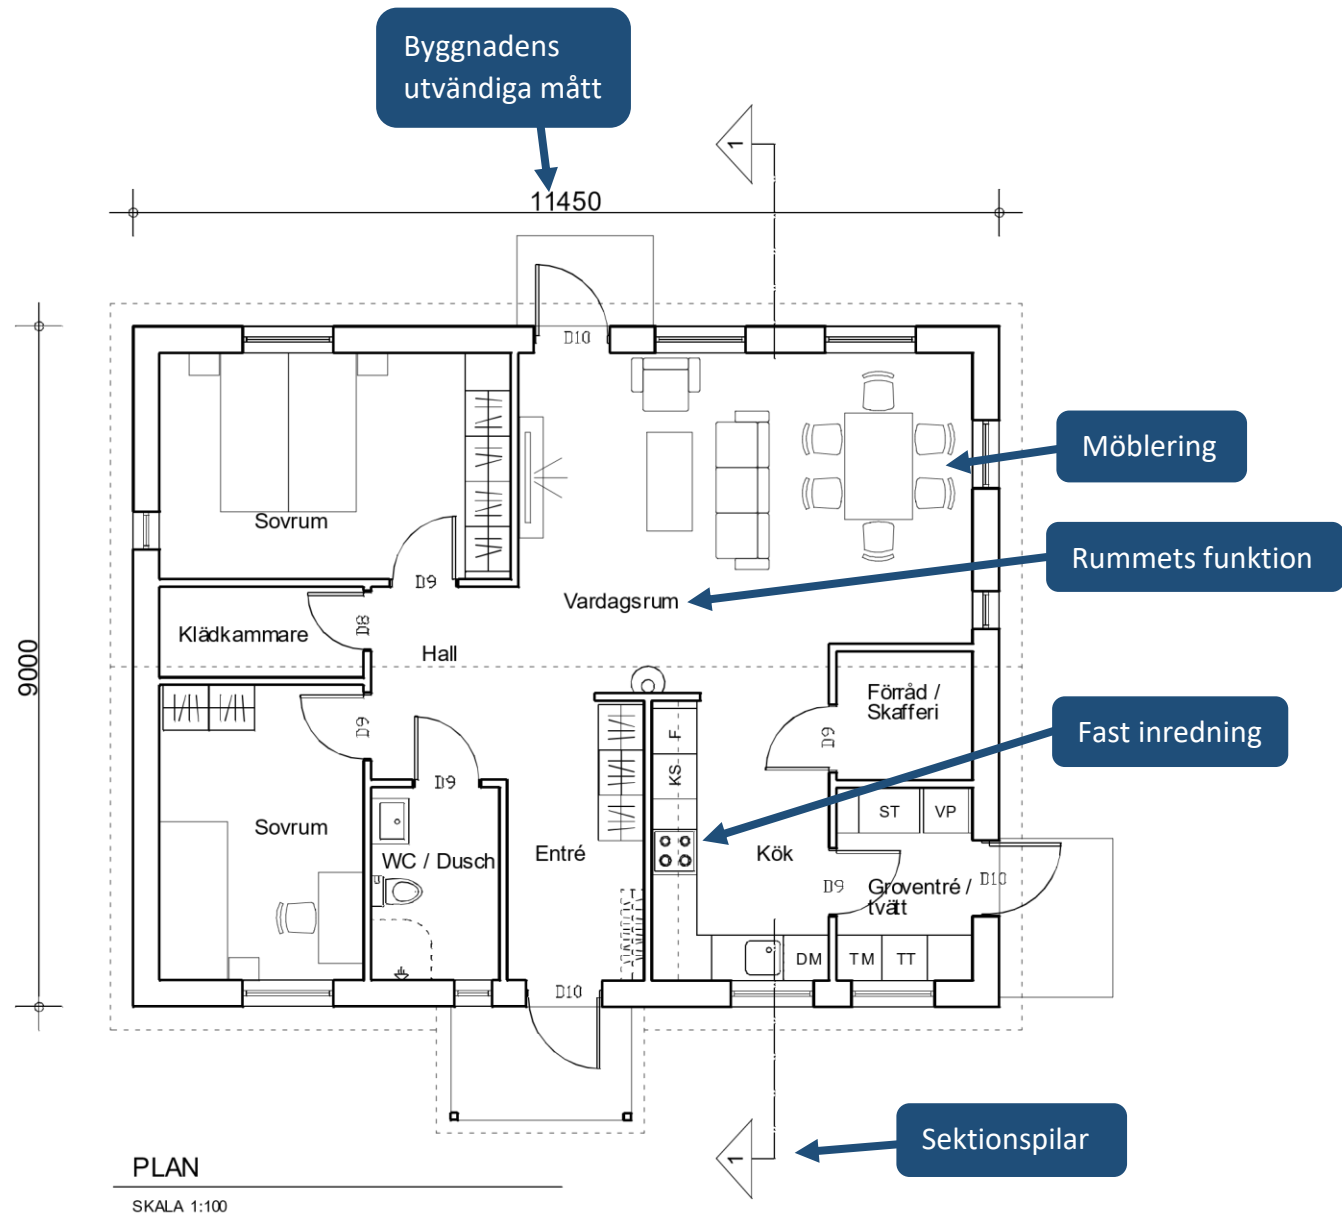 Byggnadens
utvändiga mått
1
11450
D10
Möblering
Sovrum
Rummets funktion
D9
Vardagsrum
Klädkammare
D8
Hall
9000
Förråd /
Skafferi
Fast inredning
D9
F
D9
KS
D9
ST
VP
Sovrum
WC / Dusch
Entré
Kök
D9
Groventré /
tvätt
D10
DM
TM
TT
D10
Sektionspilar
1
PLAN
SKALA 1:100